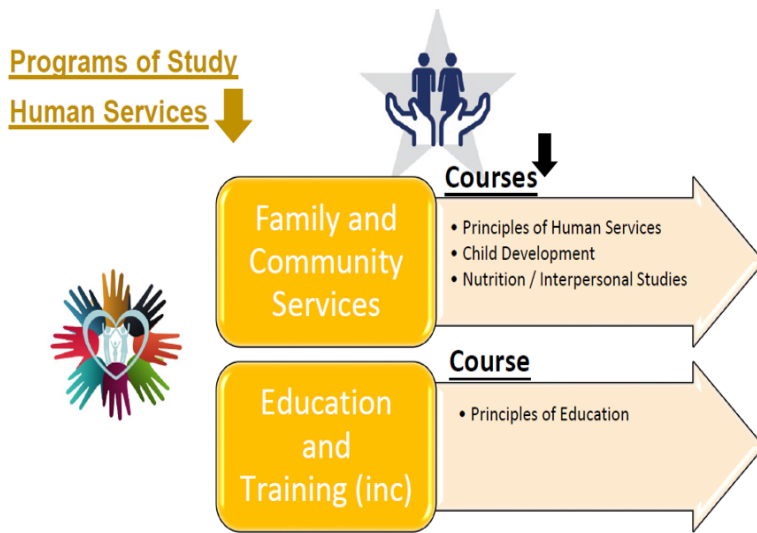 Programs of Study
Human Services
Family and
Community
Services
Courses
• Principles of Human Services
• Child Development
• Nutrition / Interpersonal Studies
Education
and
Training (inc)
Course
• Principles of Education